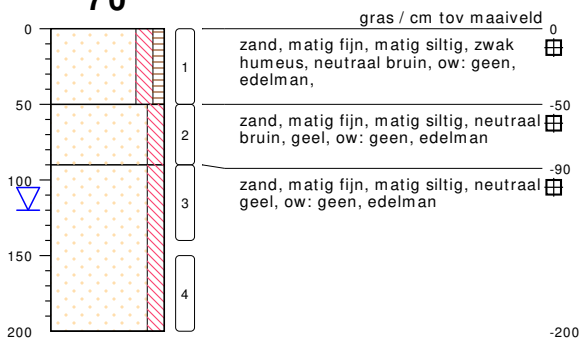 70
gras / cm tov maaiveld
0
0
zand, matig fijn, matig siltig, zwak
humeus, neutraal bruin, ow: geen,
edelman,
1
50
-50
zand, matig fijn, matig siltig, neutraal
bruin, geel, ow: geen, edelman
2
-90
100
zand, matig fijn, matig siltig, neutraal
geel, ow: geen, edelman
3
150
4
200
-200